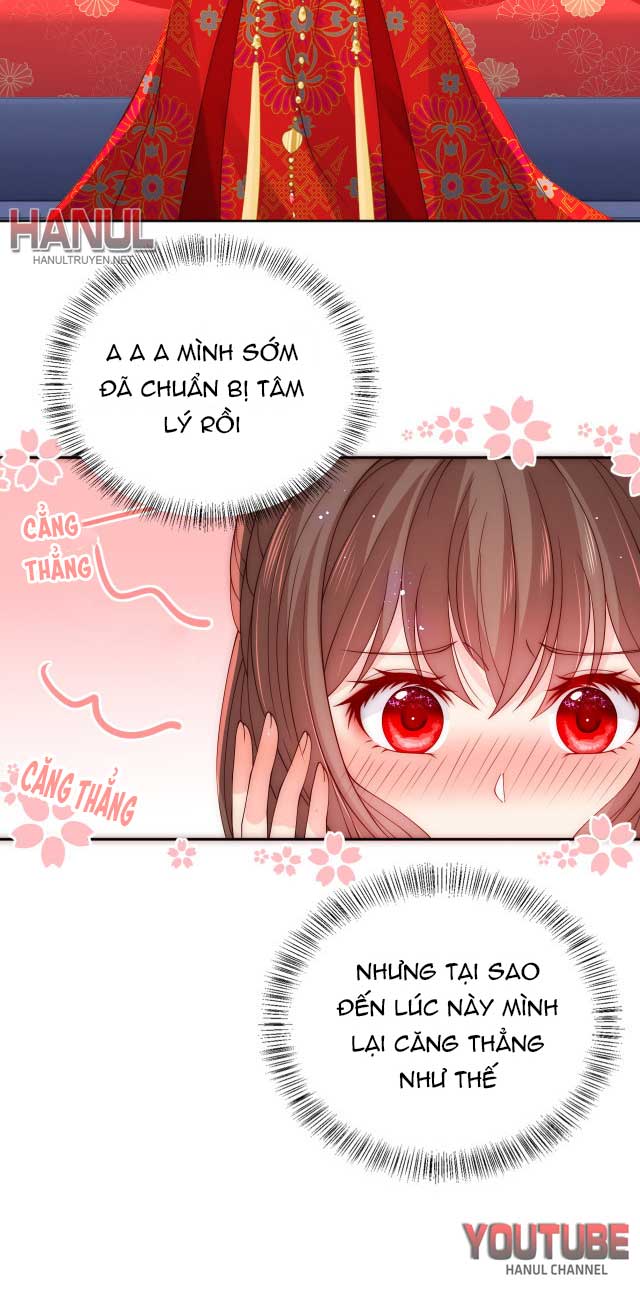 HANUL
HANULTRUYEN.NET
A A A MÌNH SỚM
ĐÃ CHUẨN BỊ TÂM
LÝ RỒI
CẲNG
THẲNG
CĂNG THẲNG
NHƯNG TẠI SAO
ĐẾN LÚC NÀY MÌNH
LẠI CĂNG THẲNG
NHƯ THẾ
YOUTUBE
HANUL CHANNEL